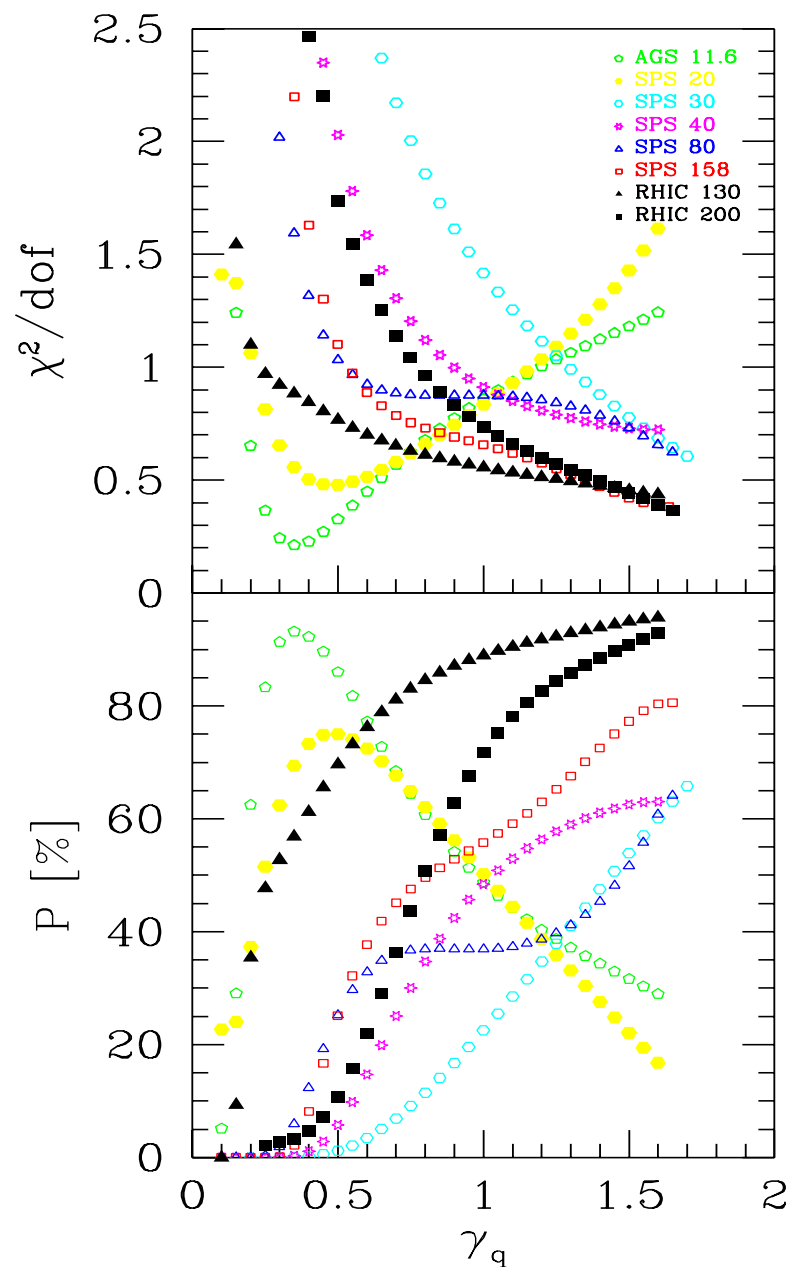 2.5
2
1.5
1
0.5
0
χ²/dof
AGS 11.6
SPS 20
SPS 30
SPS 40
SPS 80
SPS 158
RHIC 130
RHIC 200
80
60
40
20
0
P [%]
0 0.5 1 1.5 2
γq